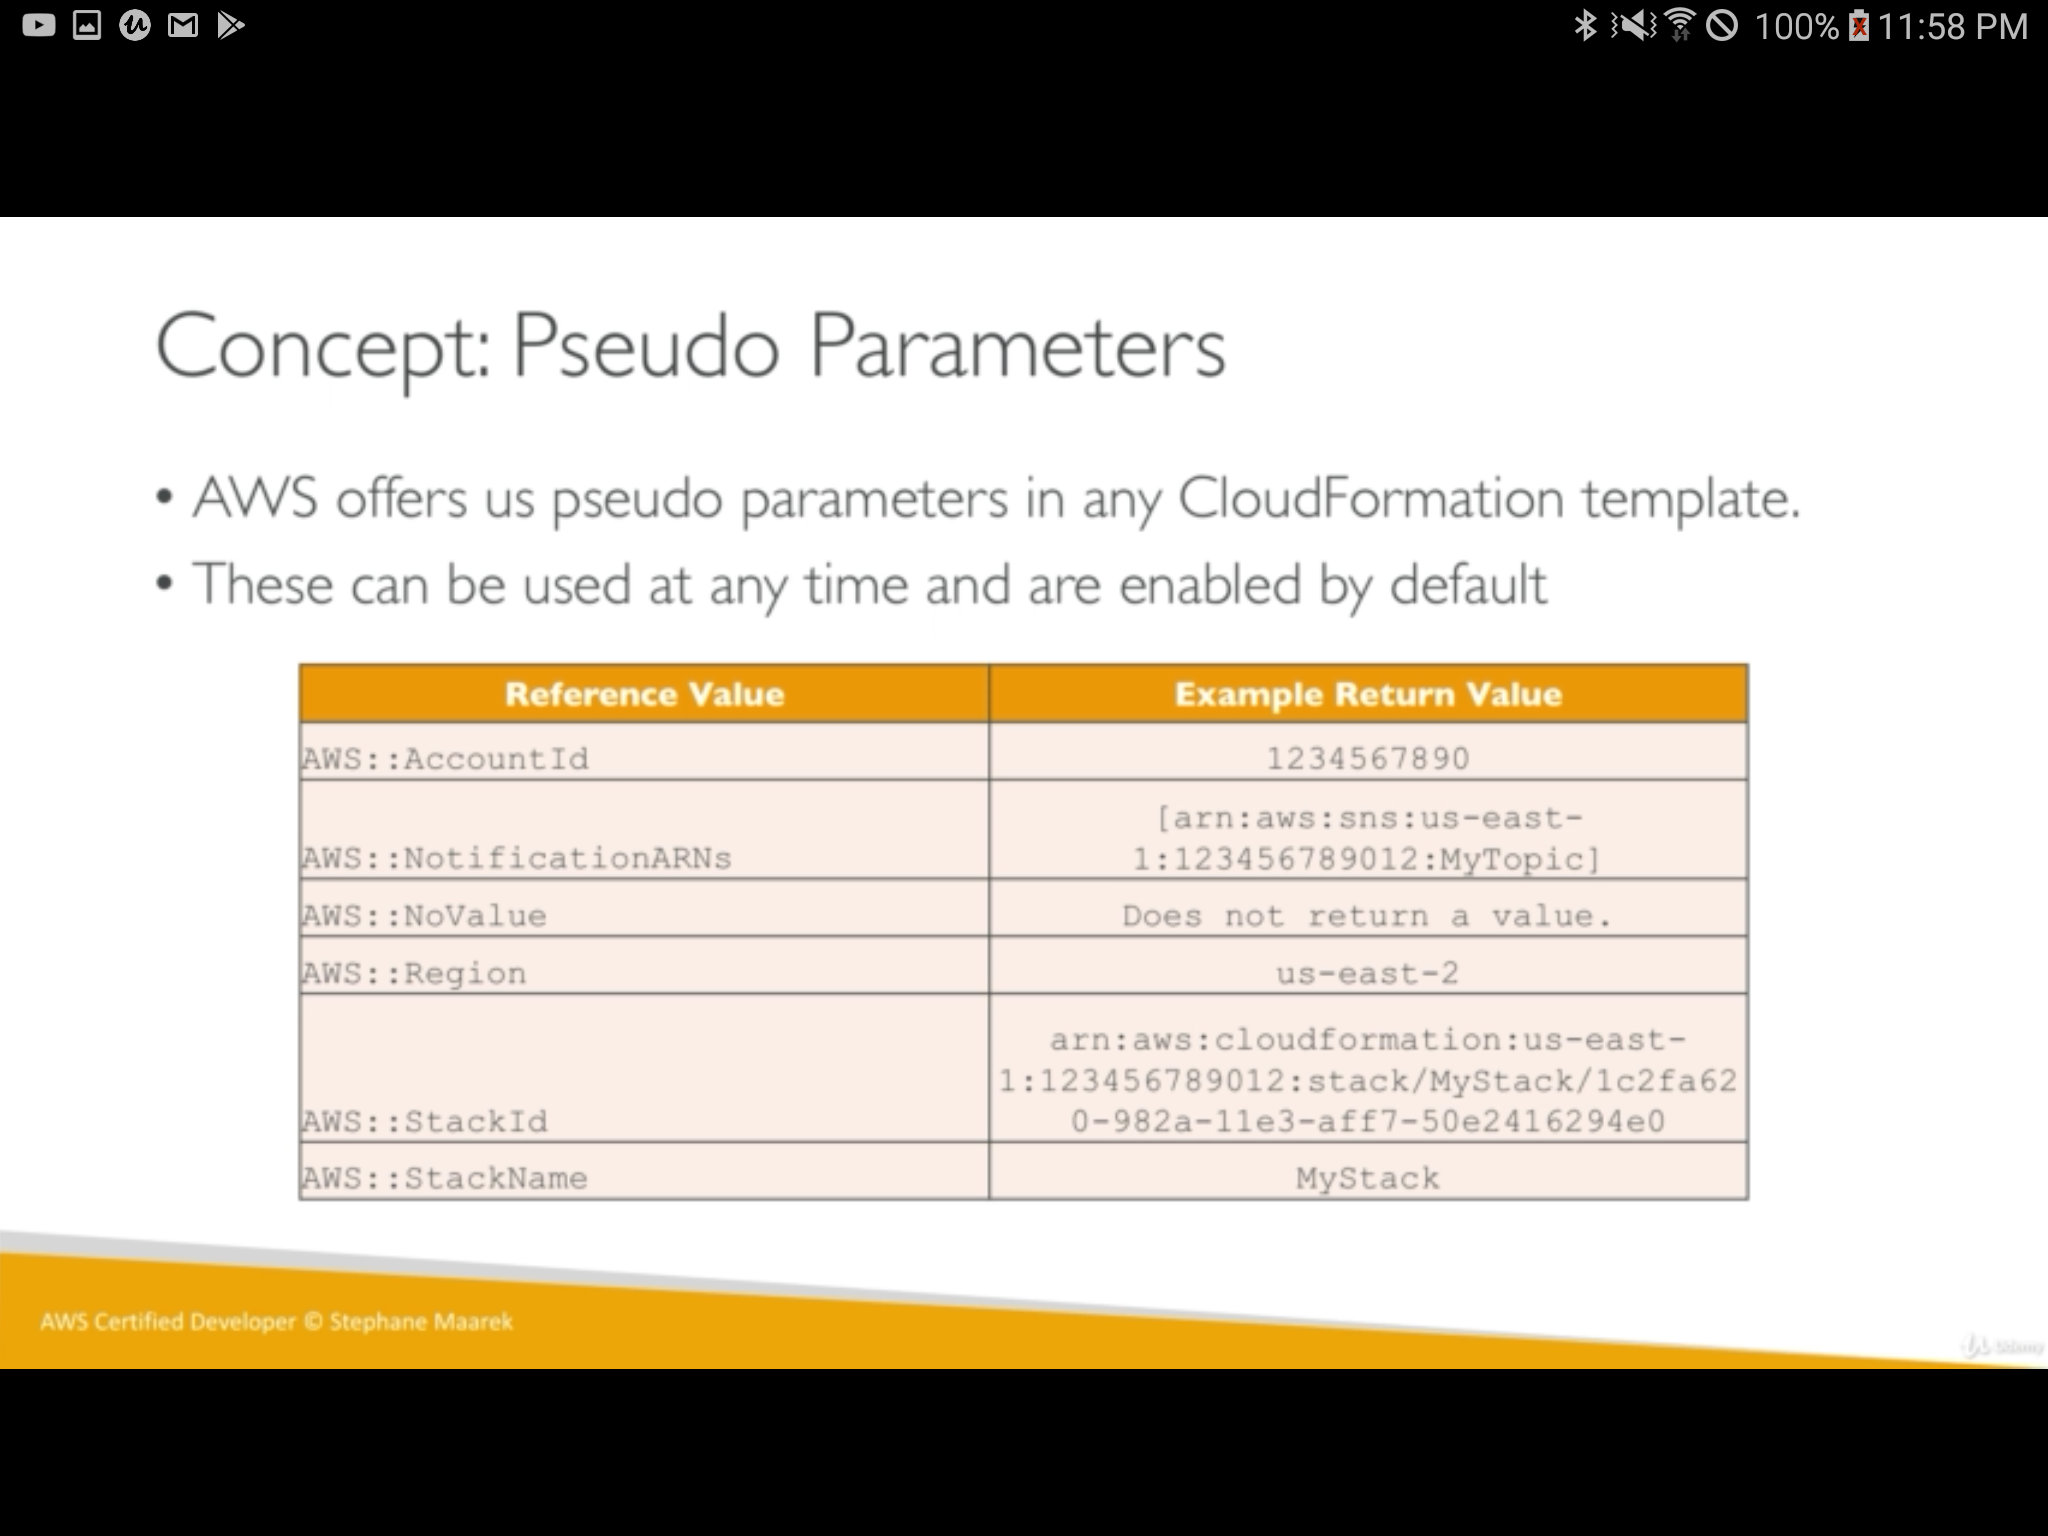 100% 11:58 PM
Concept: Pseudo Parameters
• AWS offers us pseudo parameters in any CloudFormation template.
• These can be used at any time and are enabled by default
Reference Value Example Return Value
AWS::AccountId 1234567890
[arn:aws:sns:us-east-
AWS::NotificationARNs 1:123456789012:MyTopic]
AWS::NoValue Does not return a value.
AWS::Region us-east-2
arn:aws:cloudformation:us-east-
1:123456789012:stack/MyStack/1c2fa62
AWS::StackId 0-982a-11e3-aff7-50e2416294e0
AWS::StackName MyStack
AWS Certified Developer © Stephane Maarek
Udemy